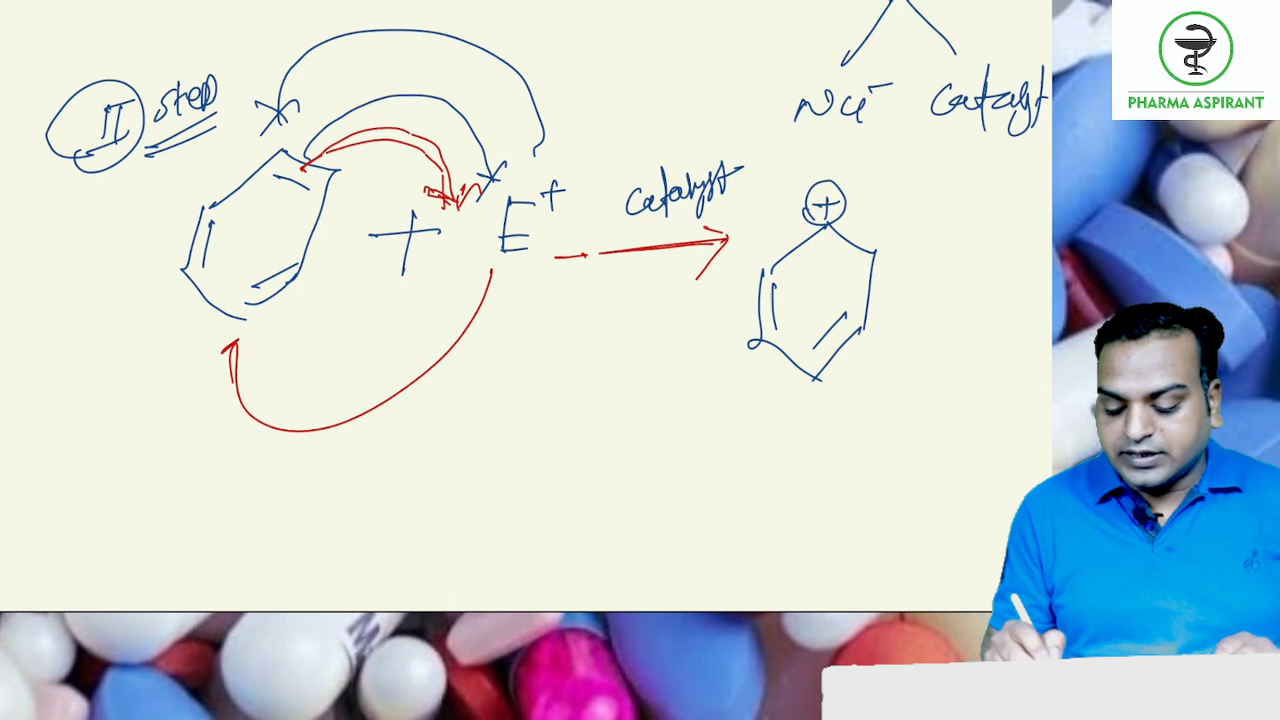 II step
Nu⁻ catalyst
PHARMA ASPIRANT
+ E⁺
catalyst
+